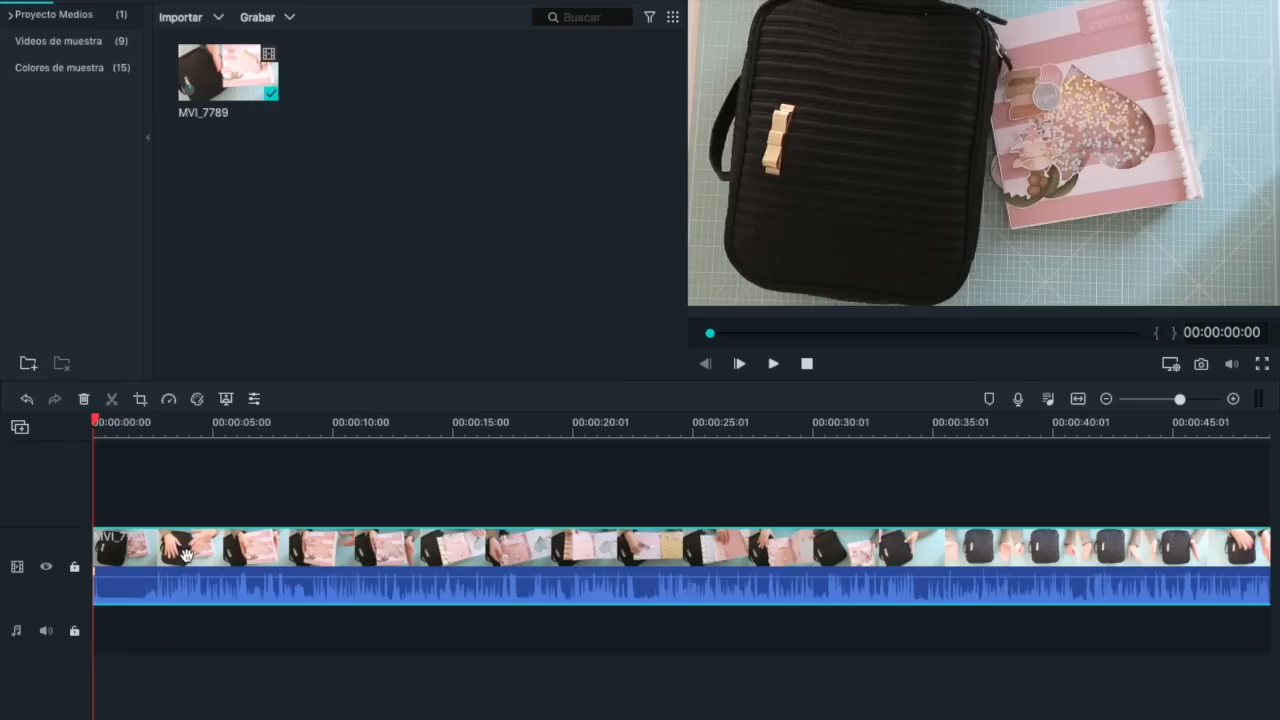 Proyecto Medios (1)
Importar
Grabar
Buscar
Videos de muestra (9)
Colores de muestra (15)
MVI_7789
{ } 00:00:00:00
00:00:00:00
00:00:05:00
00:00:10:00
00:00:15:00
00:00:20:01
00:00:25:01
00:00:30:01
00:00:35:01
00:00:40:01
00:00:45:01